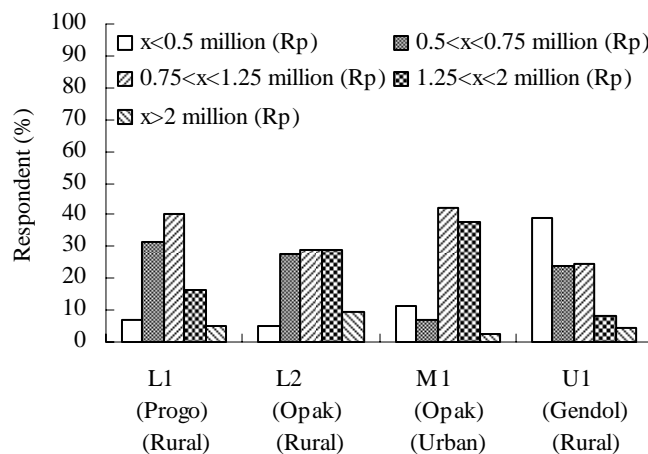 100
90
80
70
60
50
40
30
20
10
0
Respondent (%)
x<0.5 million (Rp)
0.5<x<0.75 million (Rp)
0.75<x<1.25 million (Rp)
1.25<x<2 million (Rp)
x>2 million (Rp)
L1 L2 M1 U1
(Progo) (Opak) (Opak) (Gendol)
(Rural) (Rural) (Urban) (Rural)